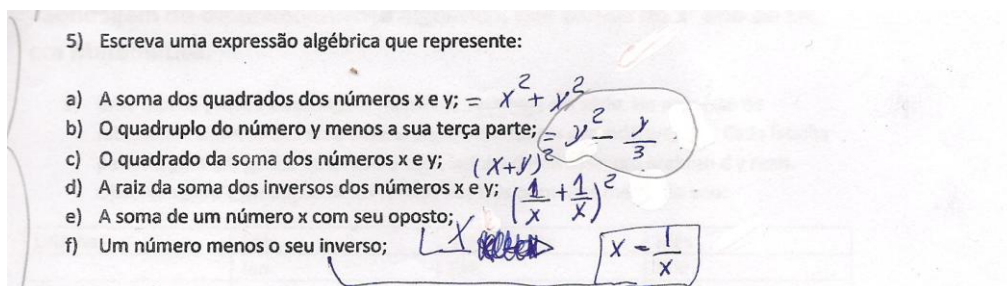 5) Escreva uma expressão algébrica que represente:
a) A soma dos quadrados dos números x e y; = x² + y²
b) O quadruplo do número y menos a sua terça parte; = y² - y/3
c) O quadrado da soma dos números x e y; (x+y)²
d) A raiz da soma dos inversos dos números x e y; (1/x + 1/x)²
e) A soma de um número x com seu oposto; x
f) Um número menos o seu inverso; x - 1/x